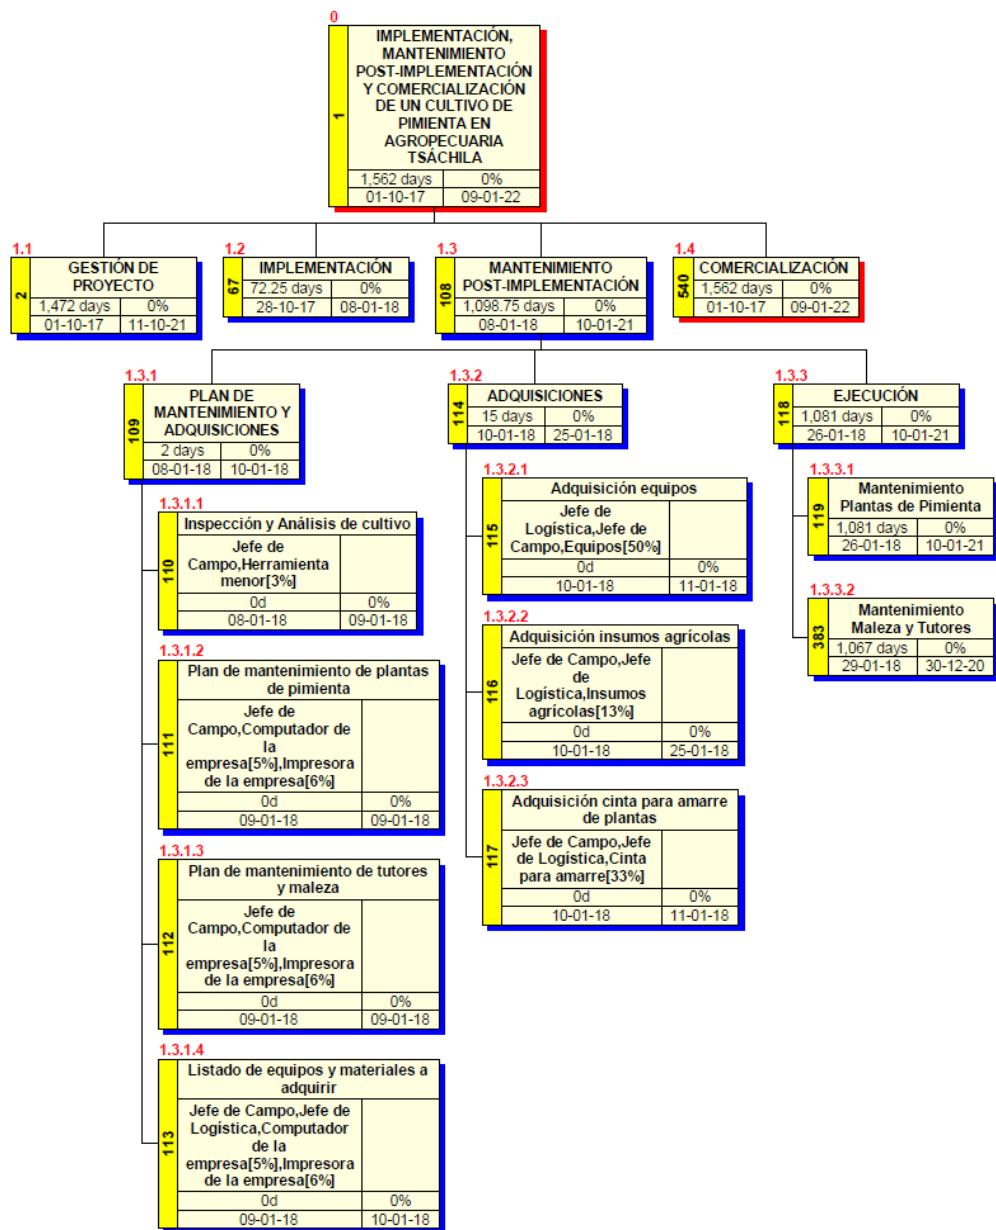 0
1
IMPLEMENTACIÓN,
MANTENIMIENTO
POST-IMPLEMENTACIÓN
Y COMERCIALIZACIÓN
DE UN CULTIVO DE
PIMIENTA EN
AGROPECUARIA
TSÁCHILA
1,562 days 0%
01-10-17 09-01-22
1.1
2
GESTIÓN DE
PROYECTO
1,472 days 0%
01-10-17 11-10-21
1.2
67
IMPLEMENTACIÓN
72.25 days 0%
28-10-17 08-01-18
1.3
108
MANTENIMIENTO
POST-IMPLEMENTACIÓN
1,098.75 days 0%
08-01-18 10-01-21
1.4
540
COMERCIALIZACIÓN
1,562 days 0%
01-10-17 09-01-22
1.3.1
109
PLAN DE
MANTENIMIENTO Y
ADQUISICIONES
2 days 0%
08-01-18 10-01-18
1.3.1.1
110
Inspección y Análisis de cultivo
Jefe de
Campo,Herramienta
menor[3%]
0d 0%
08-01-18 09-01-18
1.3.1.2
111
Plan de mantenimiento de plantas
de pimienta
Jefe de
Campo,Computador de
la
empresa[5%],Impresora
de la empresa[6%]
0d 0%
09-01-18 09-01-18
1.3.1.3
112
Plan de mantenimiento de tutores
y maleza
Jefe de
Campo,Computador de
la
empresa[5%],Impresora
de la empresa[6%]
0d 0%
09-01-18 09-01-18
1.3.1.4
113
Listado de equipos y materiales a
adquirir
Jefe de Campo,Jefe de
Logística,Computador
de la
empresa[5%],Impresora
de la empresa[6%]
0d 0%
09-01-18 10-01-18
1.3.2
114
ADQUISICIONES
15 days 0%
10-01-18 25-01-18
1.3.2.1
115
Adquisición equipos
Jefe de
Logística,Jefe de
Campo,Equipos[50%]
0d 0%
10-01-18 11-01-18
1.3.2.2
116
Adquisición insumos agrícolas
Jefe de Campo,Jefe
de
Logística,Insumos
agrícolas[13%]
0d 0%
10-01-18 25-01-18
1.3.2.3
117
Adquisición cinta para amarre
de plantas
Jefe de Campo,Jefe
de Logística,Cinta
para amarre[33%]
0d 0%
10-01-18 11-01-18
1.3.3
118
EJECUCIÓN
1,081 days 0%
26-01-18 10-01-21
1.3.3.1
119
Mantenimiento
Plantas de Pimienta
1,081 days 0%
26-01-18 10-01-21
1.3.3.2
383
Mantenimiento
Maleza y Tutores
1,067 days 0%
29-01-18 30-12-20